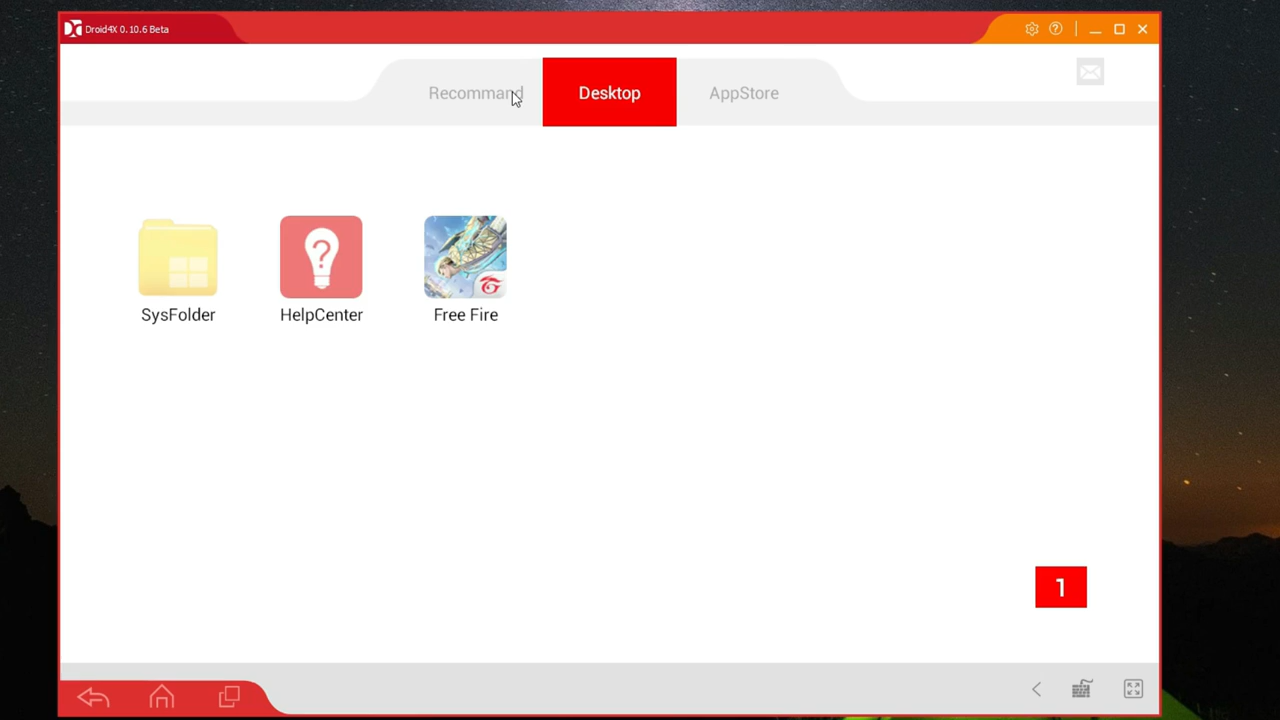 Droid4X 0.10.6 Beta
Recommand
Desktop
AppStore
SysFolder
HelpCenter
Free Fire
1